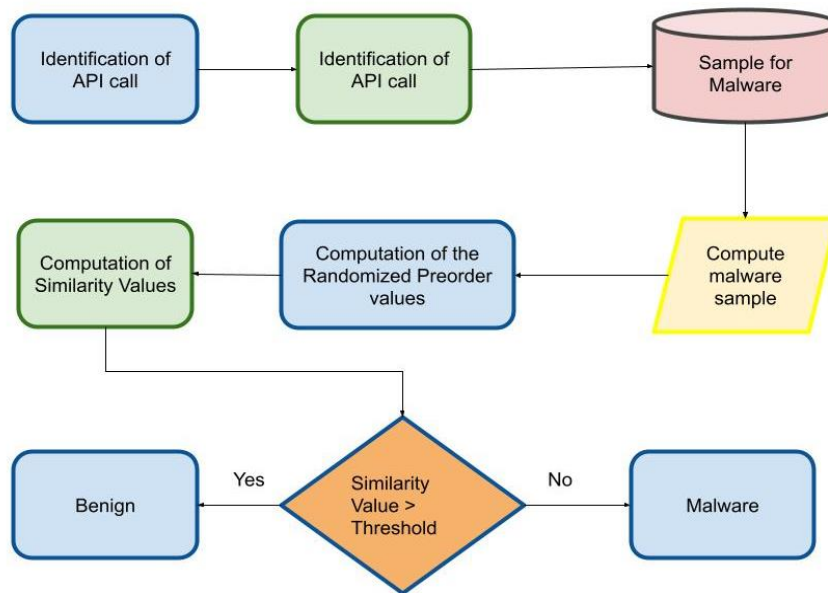 Identification of
API call
Identification of
API call
Sample for
Malware
Computation of
Similarity Values
Computation of the
Randomized Preorder
values
Compute
malware
sample
Benign
Yes
Similarity
Value >
Threshold
No
Malware